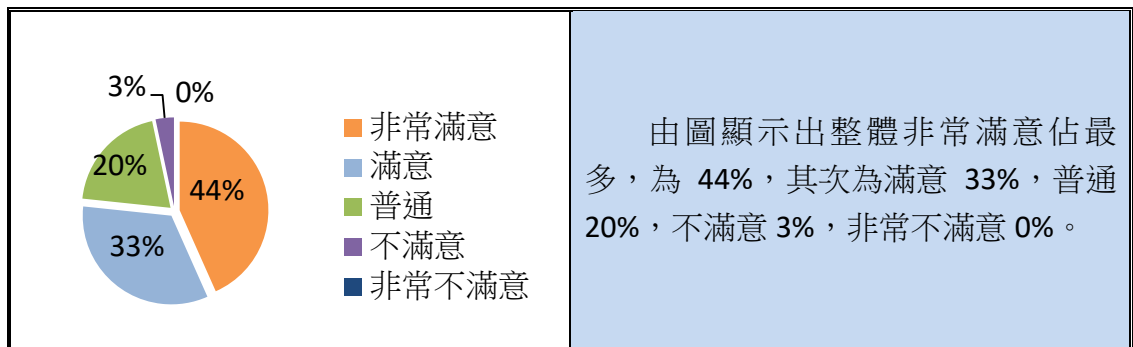 3%
0%
20%
44%
33%
非常滿意
滿意
普通
不滿意
非常不滿意
由圖顯示出整體非常滿意佔最
多，為 44%，其次為滿意 33%，普通
20%，不滿意 3%，非常不滿意 0%。